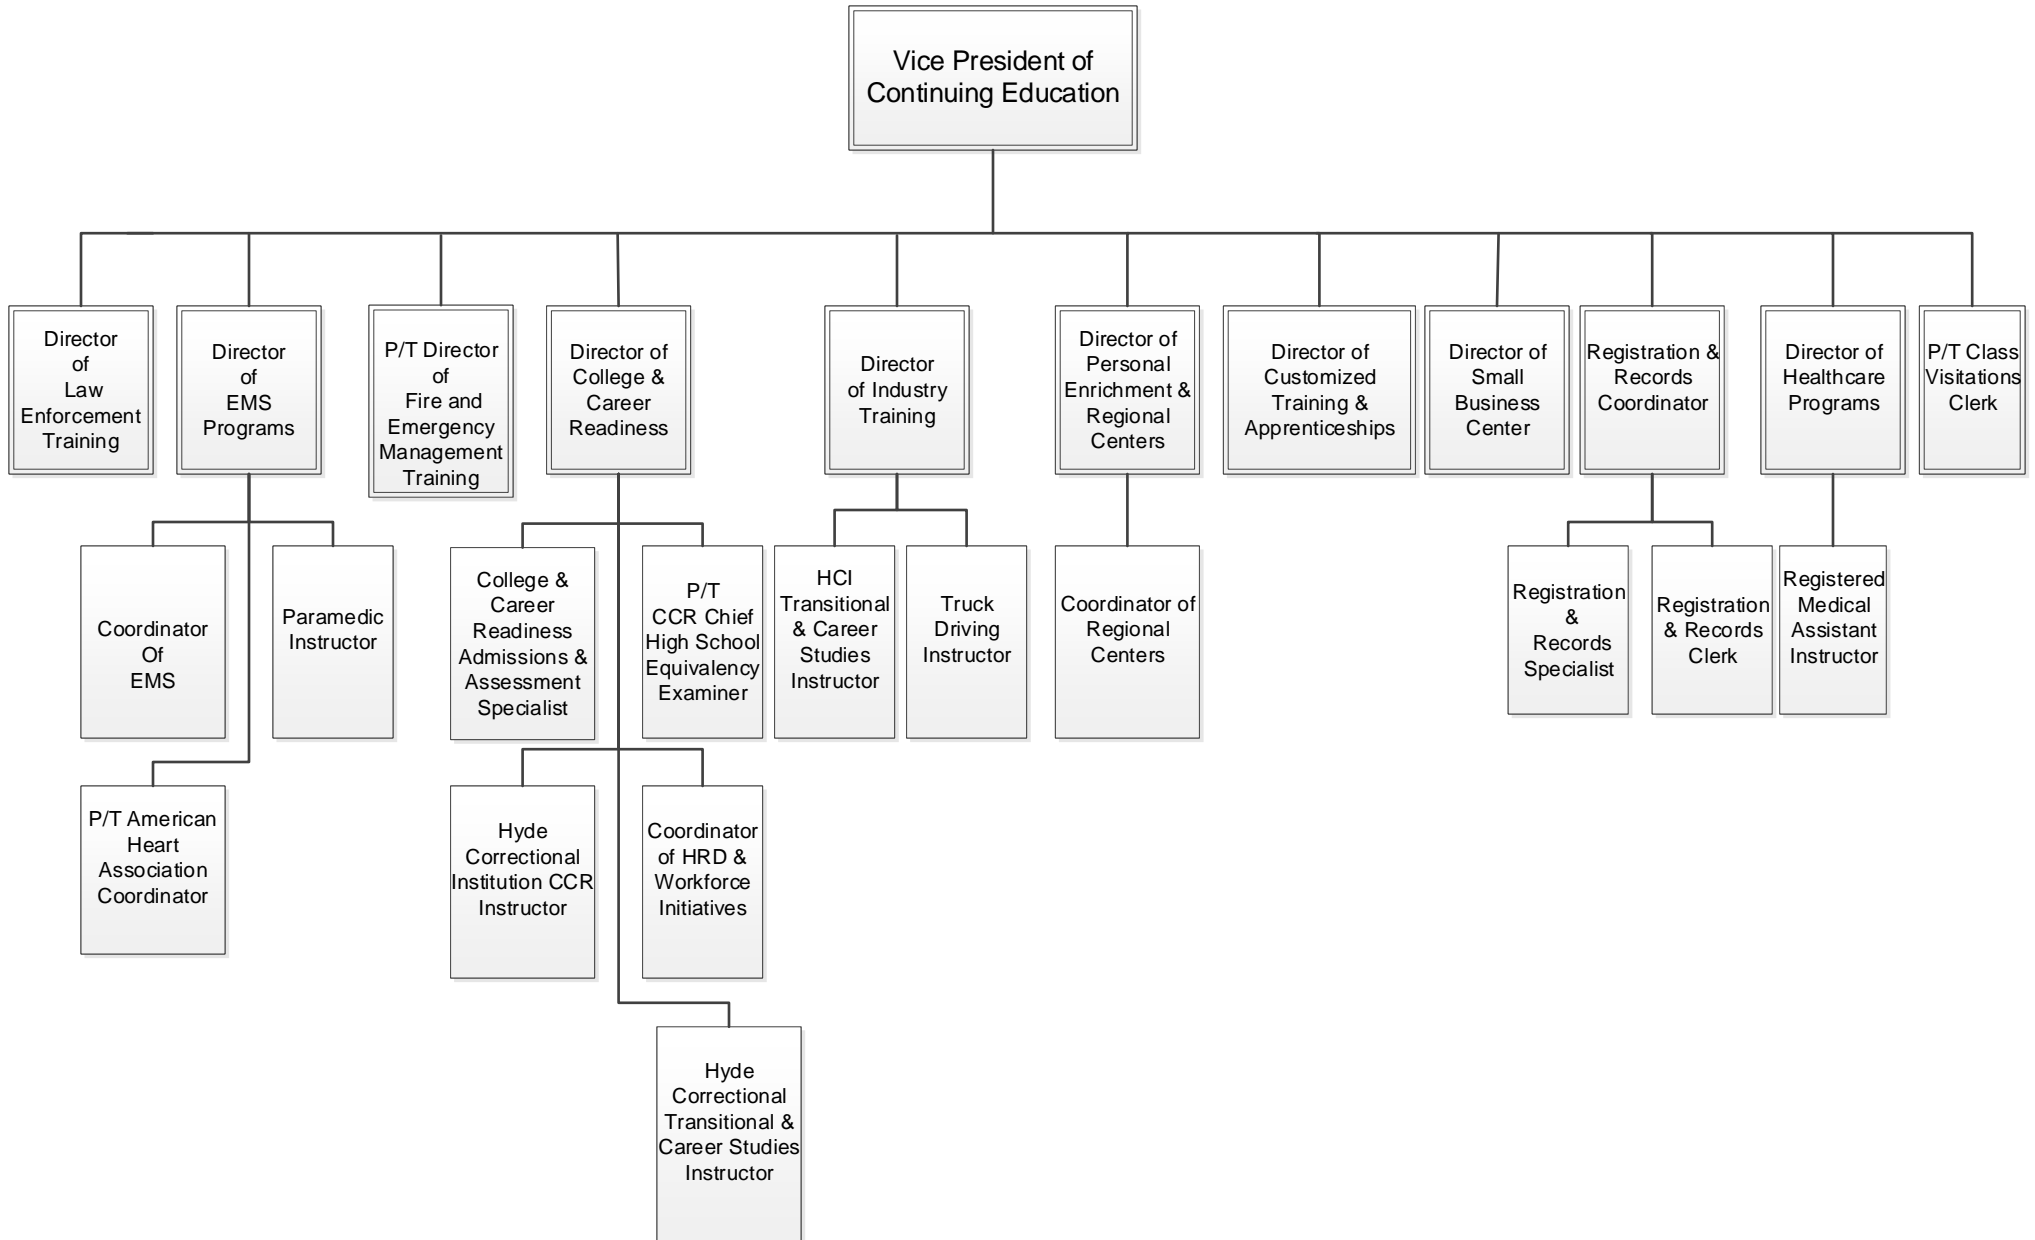 Vice President of
Continuing Education
Director
of
Law
Enforcement
Training
Director
of
EMS
Programs
P/T Director
of
Fire and
Emergency
Management
Training
Director of
College &
Career
Readiness
Director
of Industry
Training
Director of
Personal
Enrichment &
Regional
Centers
Director of
Customized
Training &
Apprenticeships
Director of
Small
Business
Center
Registration &
Records
Coordinator
Director of
Healthcare
Programs
P/T Class
Visitations
Clerk
Coordinator
Of
EMS
Paramedic
Instructor
College &
Career
Readiness
Admissions &
Assessment
Specialist
P/T
CCR Chief
High School
Equivalency
Examiner
HCI
Transitional
& Career
Studies
Instructor
Truck
Driving
Instructor
Coordinator of
Regional
Centers
Registration
&
Records
Specialist
Registration
& Records
Clerk
Registered
Medical
Assistant
Instructor
P/T American
Heart
Association
Coordinator
Hyde
Correctional
Institution CCR
Instructor
Coordinator
of HRD &
Workforce
Initiatives
Hyde
Correctional
Transitional &
Career Studies
Instructor